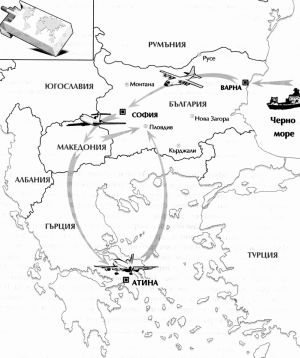 РУМЪНИЯ
Русе
ЮГОСЛАВИЯ
Монтана
ВАРНА
БЪЛГАРИЯ
СОФИЯ
Нова Загора
Черно
море
Пловдив
МАКЕДОНИЯ
Кърджали
АЛБАНИЯ
ГЪРЦИЯ
ТУРЦИЯ
АТИНА